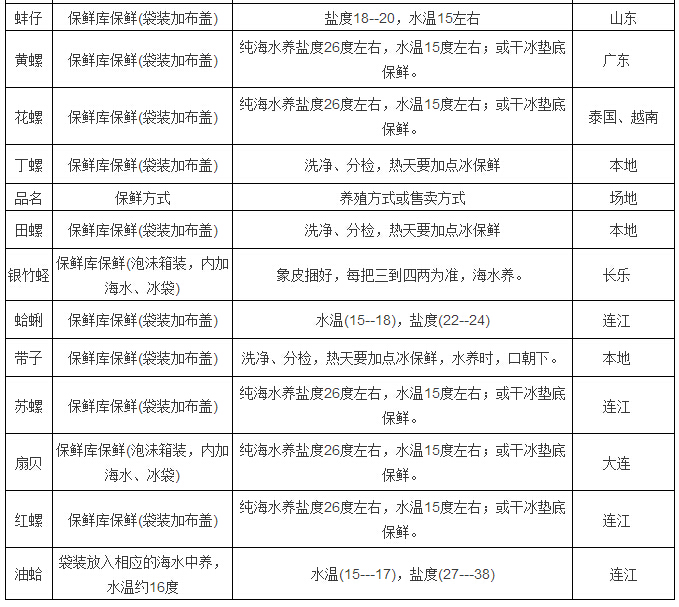 蚌仔 保鲜库保鲜(袋装加布盖) 盐度18--20，水温15左右 山东
黄螺 保鲜库保鲜(袋装加布盖) 纯海水养盐度26度左右，水温15度左右；或干冰垫底
保鲜。 广东
花螺 保鲜库保鲜(袋装加布盖) 纯海水养盐度26度左右，水温15度左右；或干冰垫底
保鲜。 泰国、越南
丁螺 保鲜库保鲜(袋装加布盖) 洗净、分检，热天要加点冰保鲜 本地
品名 保鲜方式 养殖方式或售卖方式 场地
田螺 保鲜库保鲜(袋装加布盖) 洗净、分检，热天要加点冰保鲜 本地
银竹蛏 保鲜库保鲜(泡沫箱装，内加
海水、冰袋) 象皮捆好，每把三到四两为准，海水养。 长乐
蛤蜊 保鲜库保鲜(袋装加布盖) 水温(15--18)，盐度(22--24) 连江
带子 保鲜库保鲜(袋装加布盖) 洗净、分检，热天要加点冰保鲜，水养时，口朝下。 本地
苏螺 保鲜库保鲜(袋装加布盖) 纯海水养盐度26度左右，水温15度左右；或干冰垫底
保鲜。 连江
扇贝 保鲜库保鲜(泡沫箱装，内加
海水、冰袋) 纯海水养盐度26度左右，水温15度左右；或干冰垫底
保鲜。 大连
红螺 保鲜库保鲜(袋装加布盖) 纯海水养盐度26度左右，水温15度左右；或干冰垫底
保鲜。 连江
油蛤 袋装放入相应的海水中养，
水温约16度 水温(15---17)，盐度(27---38) 连江